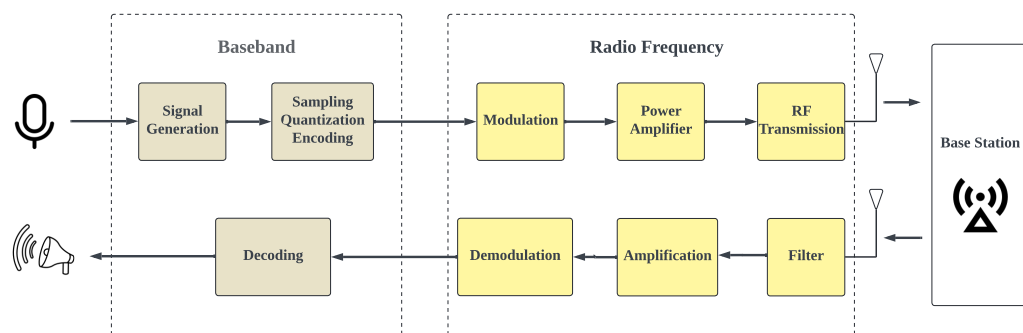 Baseband
Radio Frequency
Signal
Generation
Sampling
Quantization
Encoding
Modulation
Power
Amplifier
RF
Transmission
Base Station
Decoding
Demodulation
Amplification
Filter